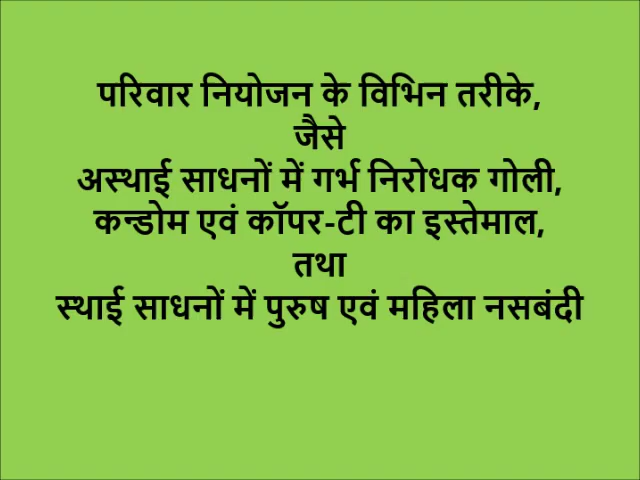 परिवार नियोजन के विभिन तरीके,
जैसे
अस्थाई साधनों में गर्भ निरोधक गोली,
कन्डोम एवं कॉपर-टी का इस्तेमाल,
तथा
स्थाई साधनों में पुरुष एवं महिला नसबंदी